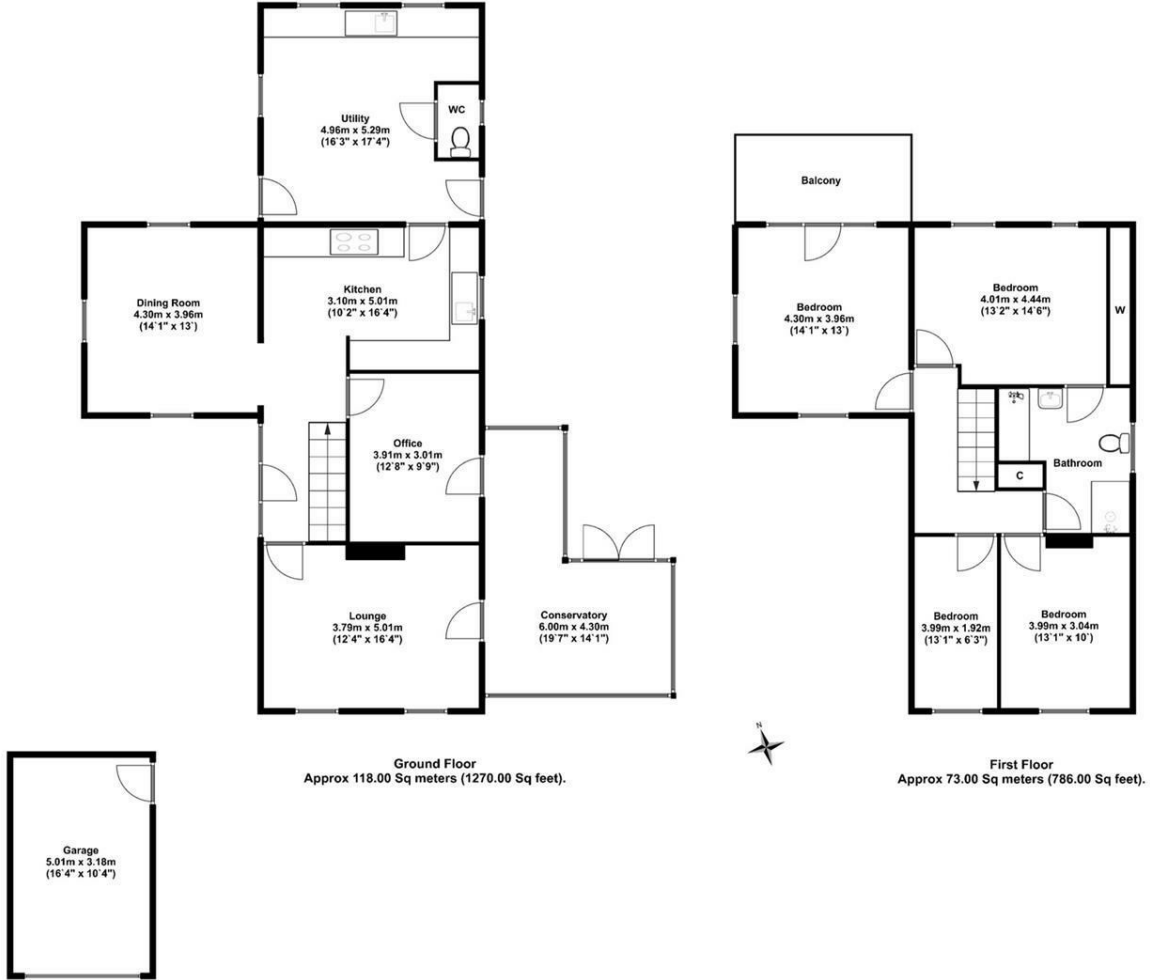 Utility
4.96m x 5.29m
(16`3" x 17`4")
WC
Dining Room
4.30m x 3.96m
(14`1" x 13`)
Kitchen
3.10m x 5.01m
(10`2" x 16`4")
Office
3.91m x 3.01m
(12`8" x 9`9")
Lounge
3.79m x 5.01m
(12`4" x 16`4")
Conservatory
6.00m x 4.30m
(19`7" x 14`1")
Ground Floor
Approx 118.00 Sq meters (1270.00 Sq feet).
Garage
5.01m x 3.18m
(16`4" x 10`4")
Balcony
Bedroom
4.30m x 3.96m
(14`1" x 13`)
Bedroom
4.01m x 4.44m
(13`2" x 14`6")
W
Bathroom
C
Bedroom
3.99m x 1.92m
(13`1" x 6`3")
Bedroom
3.99m x 3.04m
(13`1" x 10`)
N
First Floor
Approx 73.00 Sq meters (786.00 Sq feet).